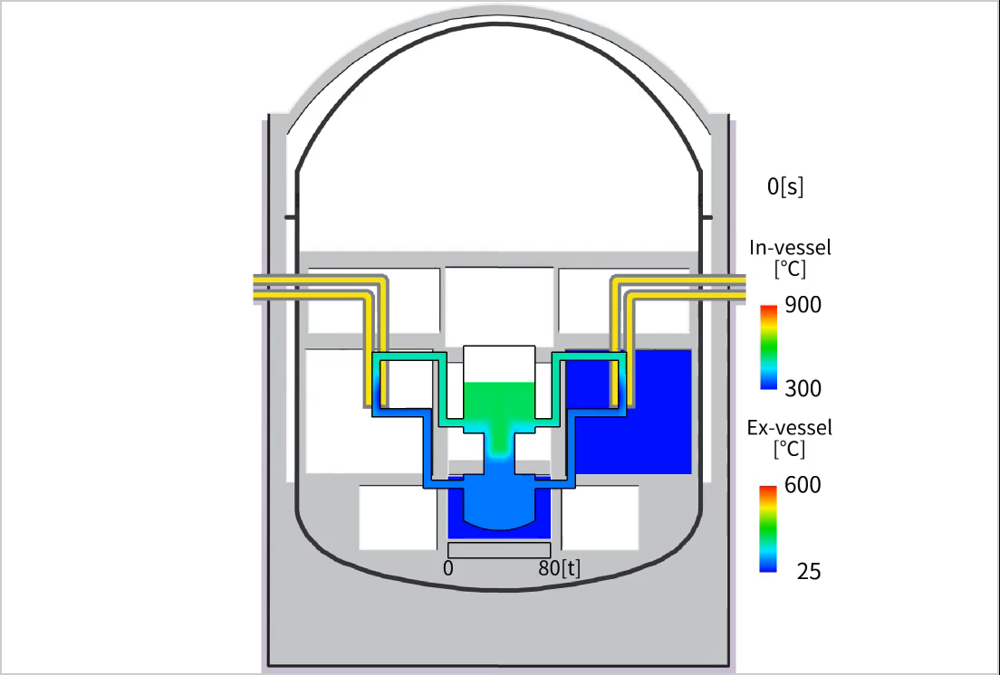 0[s]
In-vessel
[°C]
900
300
Ex-vessel
[°C]
600
25
0 80[t]